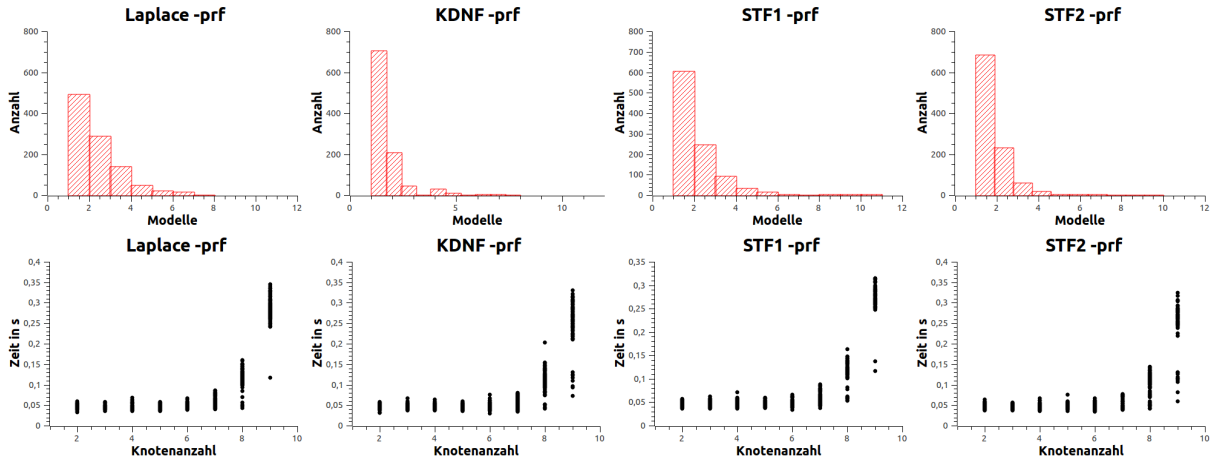 Laplace -prf
KDNF -prf
STF1 -prf
STF2 -prf
Anzahl
800
600
400
200
0
0 2 4 6 8 10 12
Modelle
Anzahl
800
600
400
200
0
0 5 10
Modelle
Anzahl
800
700
600
500
400
300
200
100
0
0 2 4 6 8 10 12
Modelle
Anzahl
800
600
400
200
0
0 2 4 6 8 10 12
Modelle
Laplace -prf
KDNF -prf
STF1 -prf
STF2 -prf
Zeit in s
0,4
0,35
0,3
0,25
0,2
0,15
0,1
0,05
0
0 2 4 6 8 10
Knotenanzahl
Zeit in s
0,4
0,35
0,3
0,25
0,2
0,15
0,1
0,05
0
0 2 4 6 8 10
Knotenanzahl
Zeit in s
0,35
0,3
0,25
0,2
0,15
0,1
0,05
0
0 2 4 6 8 10
Knotenanzahl
Zeit in s
0,4
0,35
0,3
0,25
0,2
0,15
0,1
0,05
0
0 2 4 6 8 10
Knotenanzahl